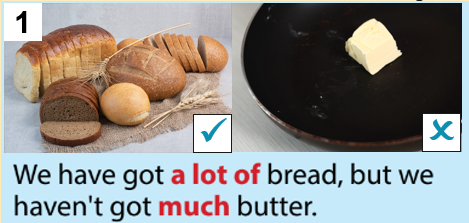 1
We have got a lot of bread, but we
haven't got much butter.